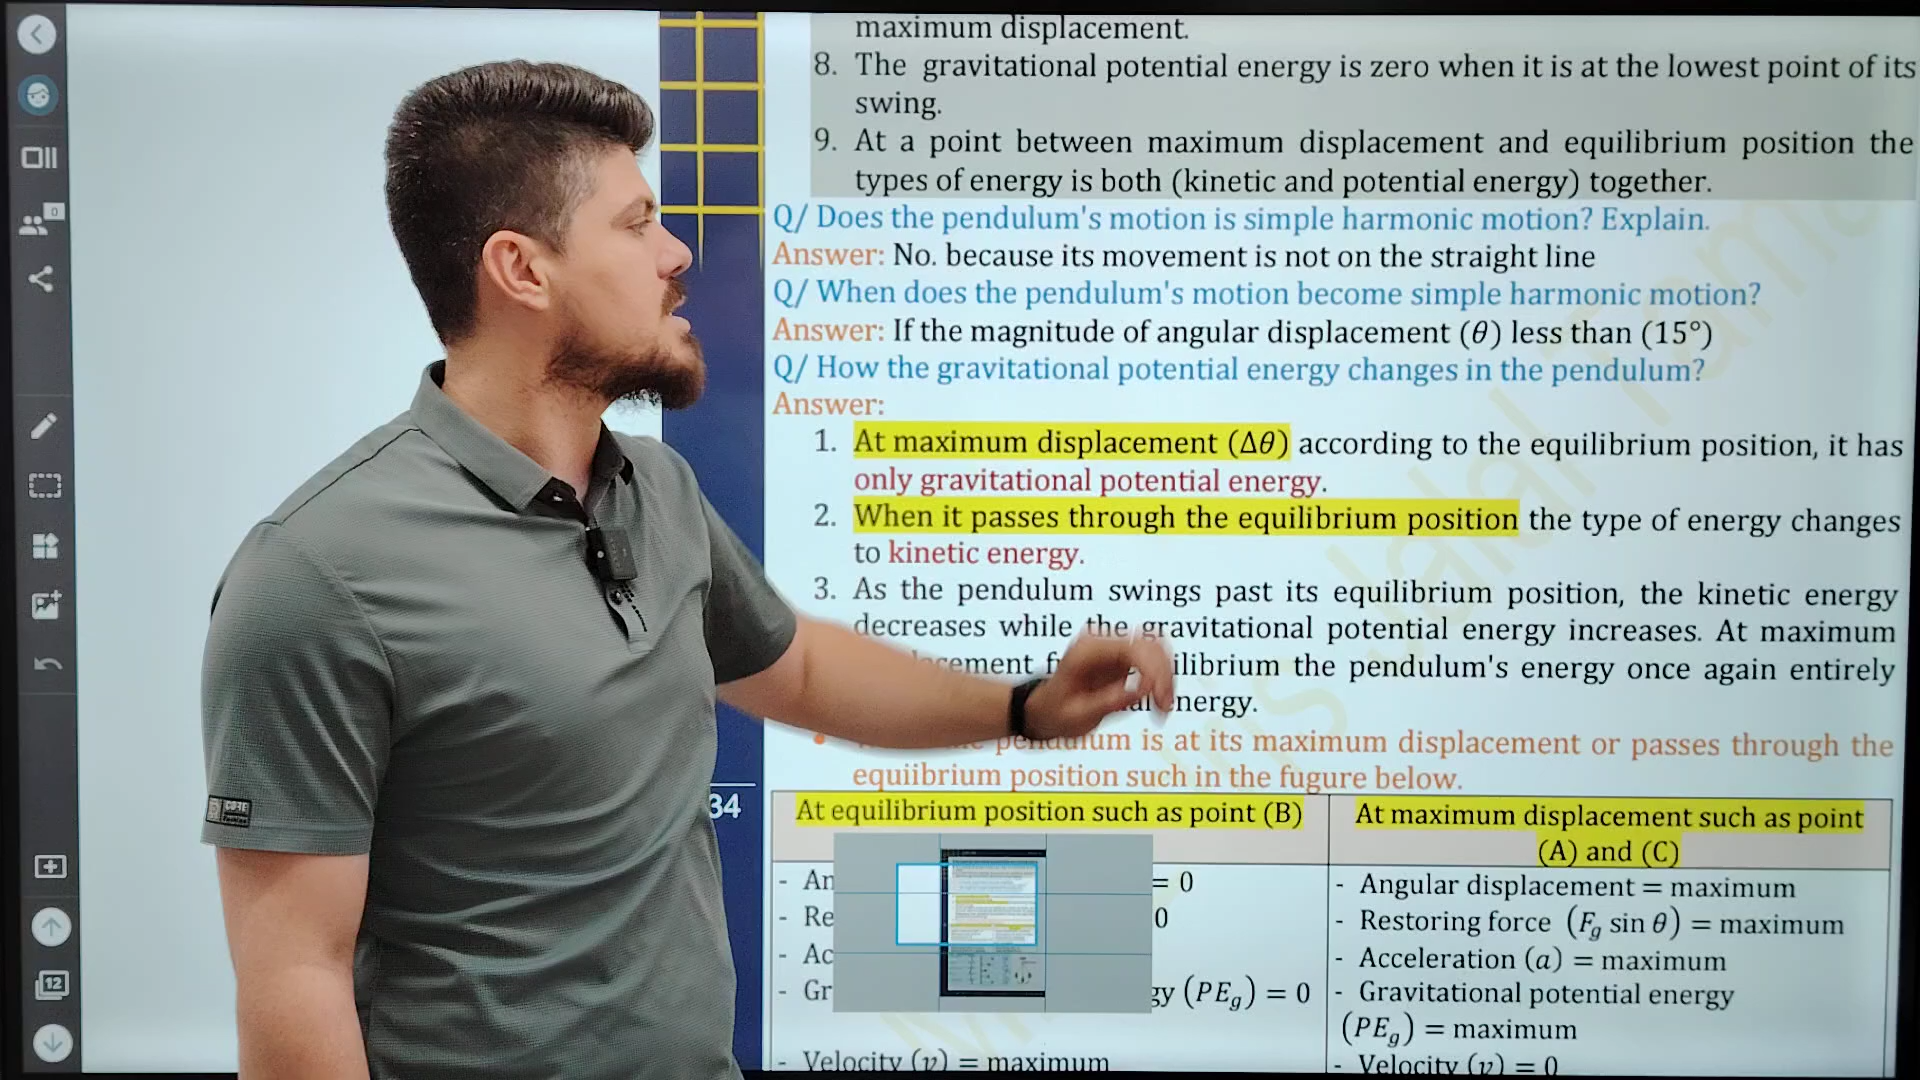 maximum displacement.
8. The gravitational potential energy is zero when it is at the lowest point of its
swing.
9. At a point between maximum displacement and equilibrium position the
types of energy is both (kinetic and potential energy) together.
Q/ Does the pendulum's motion is simple harmonic motion? Explain.
Answer: No. because its movement is not on the straight line
Q/ When does the pendulum's motion become simple harmonic motion?
Answer: If the magnitude of angular displacement (θ) less than (15°)
Q/ How the gravitational potential energy changes in the pendulum?
Answer:
1. At maximum displacement (Δθ) according to the equilibrium position, it has
only gravitational potential energy.
2. When it passes through the equilibrium position the type of energy changes
to kinetic energy.
3. As the pendulum swings past its equilibrium position, the kinetic energy
decreases while the gravitational potential energy increases. At maximum
the pendulum's energy once again entirely
energy.
pendulum is at its maximum displacement or passes through the
equiibrium position such in the fugure below.
34
At equilibrium position such as point (B)
= 0
0
(PEg) = 0
- Velocity (v) = maximum
At maximum displacement such as point
(A) and (C)
- Angular displacement = maximum
- Restoring force (Fg sin θ) = maximum
- Acceleration (a) = maximum
- Gravitational potential energy
(PEg) = maximum
- Velocity (v) = 0
0
12